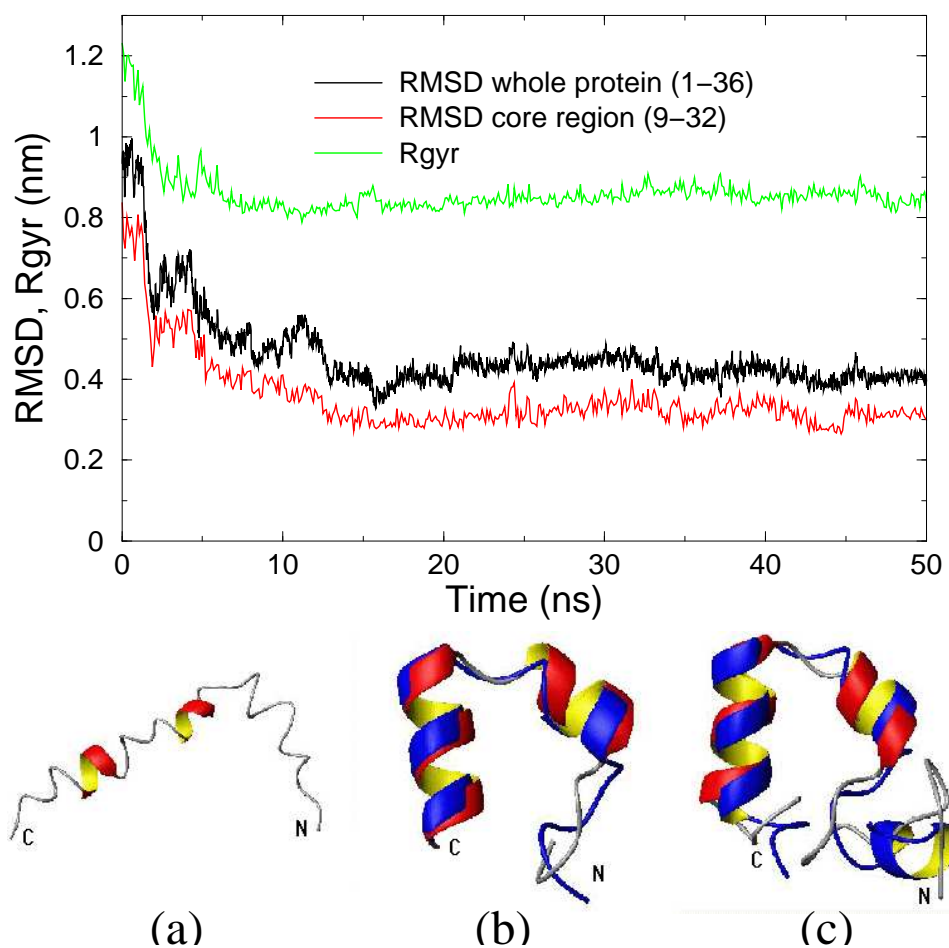 1.2
1
0.8
0.6
0.4
0.2
0
RMSD, Rgyr (nm)
RMSD whole protein (1–36)
RMSD core region (9–32)
Rgyr
0 10 20 30 40 50
Time (ns)
C N
C N
C N
(a) (b) (c)